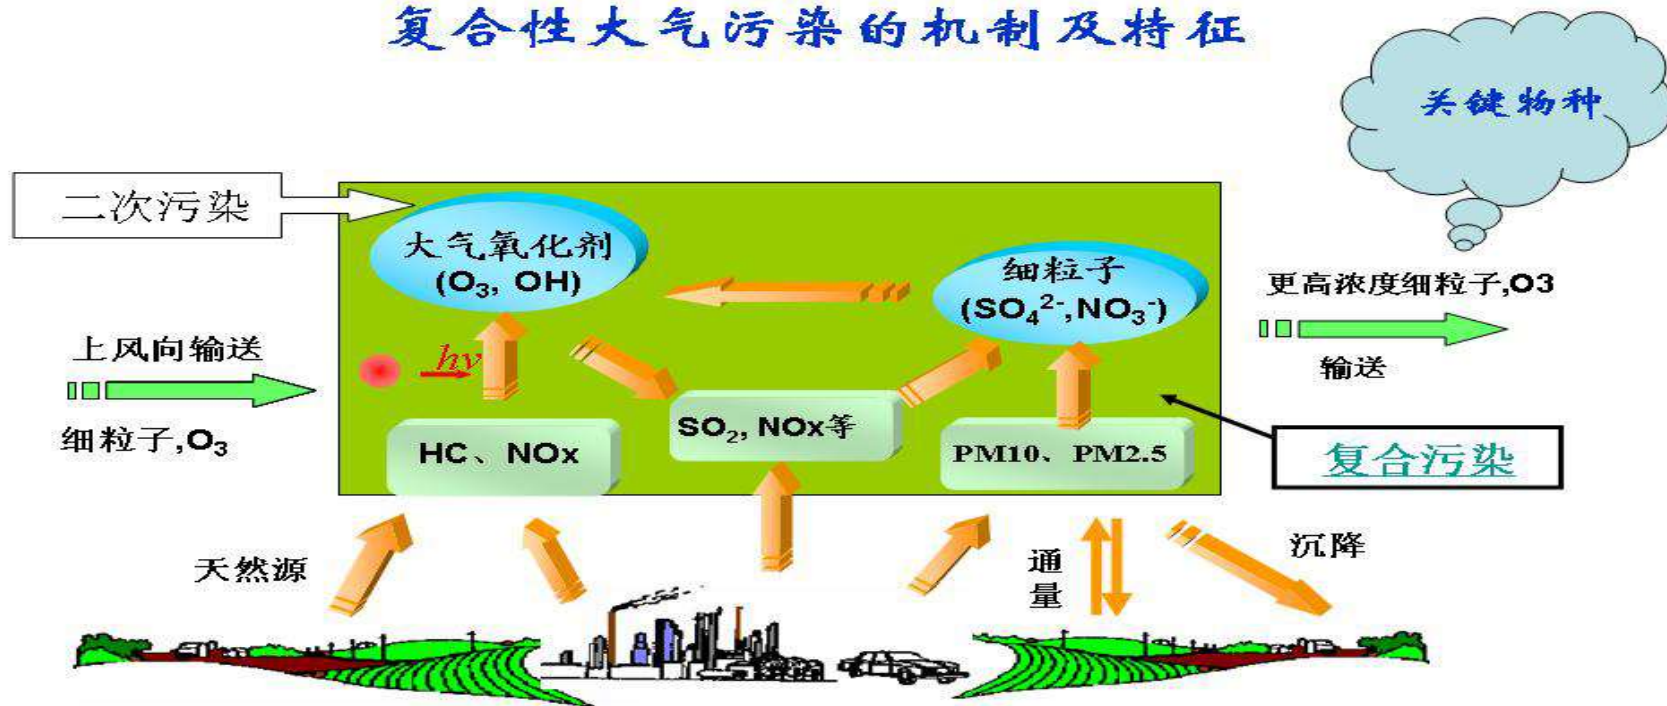 复合性大气污染的机制及特征
关键物种
二次污染
大气氧化剂
(O₃, OH)
细粒子
(SO₄²⁻,NO₃⁻)
更高浓度细粒子,O3
输送
上风向输送
细粒子,O₃
hν
HC、NOx
SO₂, NOx等
PM10、PM2.5
复合污染
天然源
通量
沉降